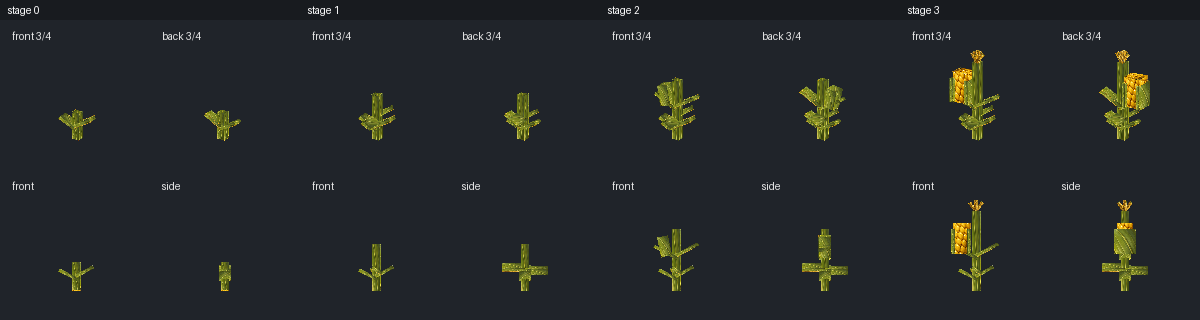 stage 0 stage 1 stage 2 stage 3
front 3/4 back 3/4 front 3/4 back 3/4 front 3/4 back 3/4 front 3/4 back 3/4
front side front side front side front side